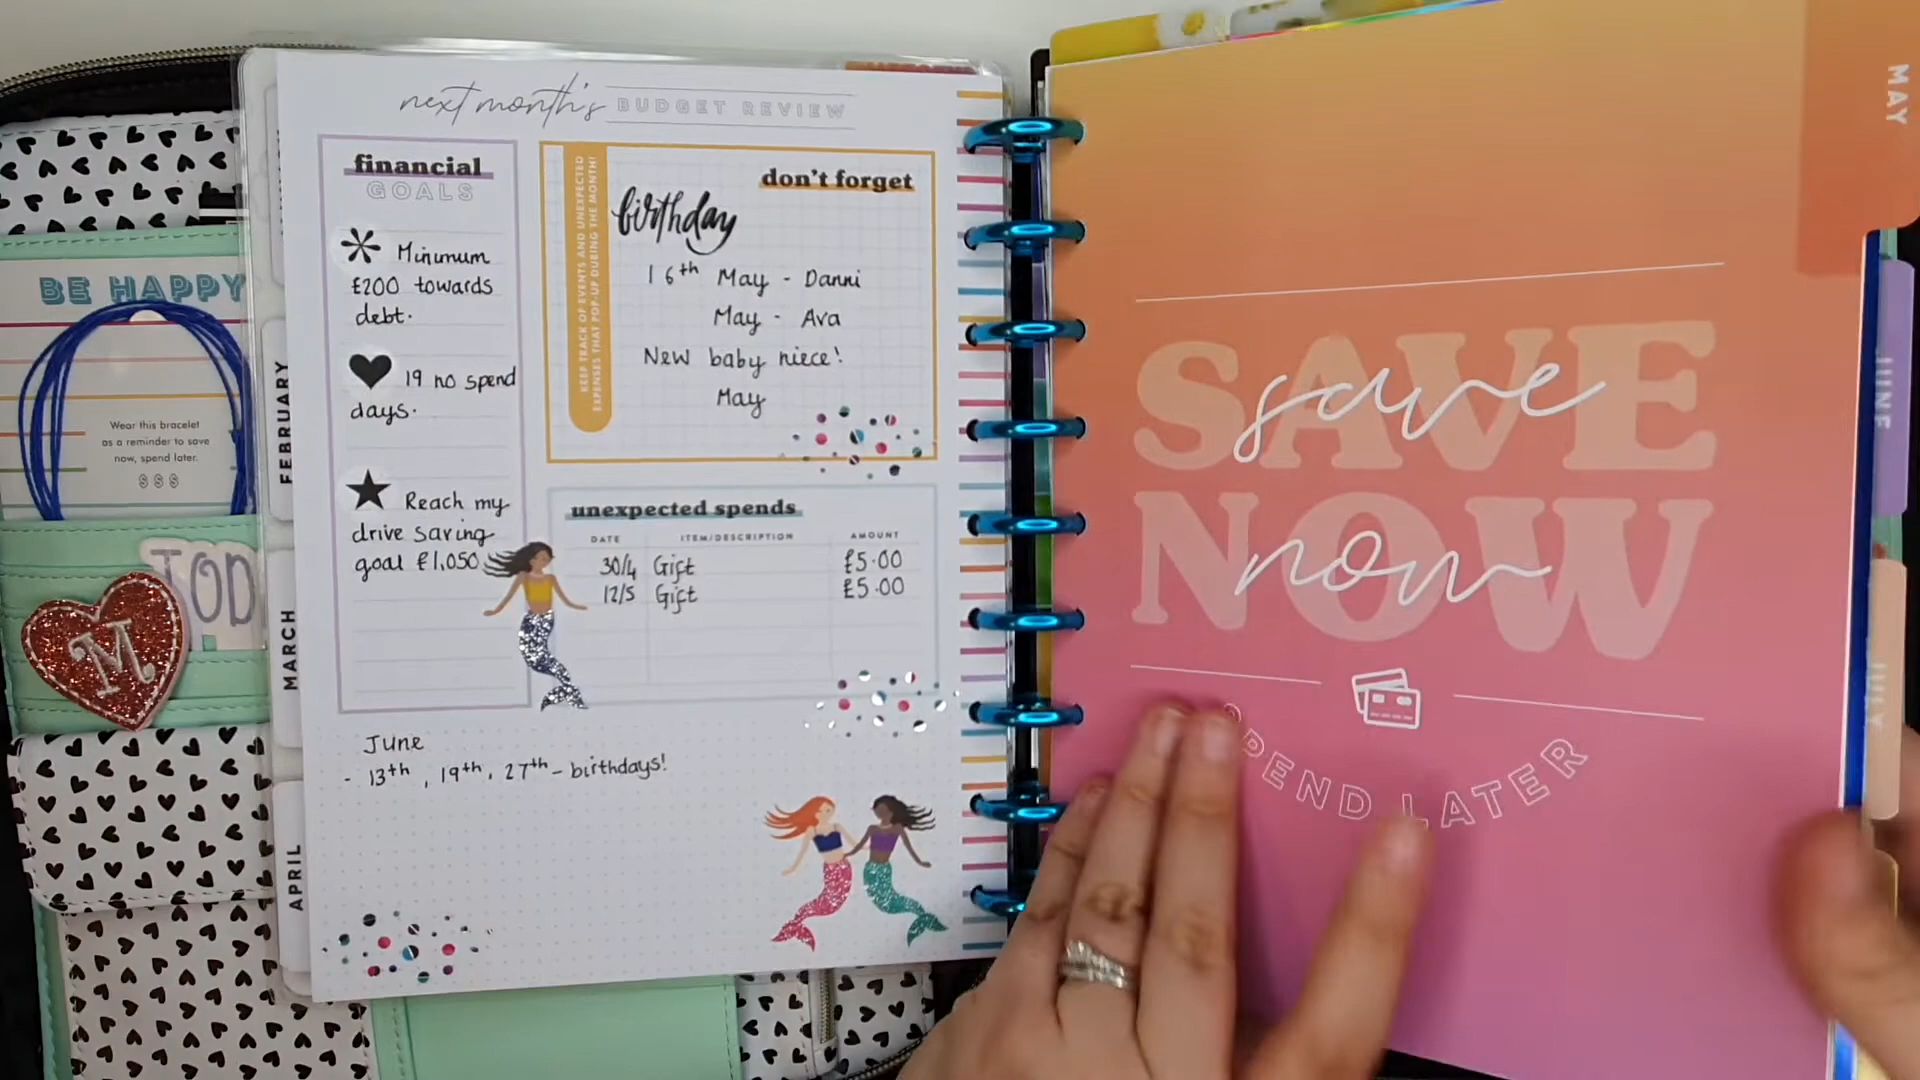 next month's BUDGET REVIEW
financial
GOALS
Minimum
£200 towards
debt.
19 no spend
days.
Reach my
drive saving
goal £1,050
KEEP TRACK OF EVENTS AND UNEXPECTED
EXPENSES THAT POP-UP DURING THE MONTH!
don't forget
birthday
16th May - Danni
May - Ava
New baby niece!
May
unexpected spends
DATE ITEM/DESCRIPTION AMOUNT
30/4 Gift £5.00
12/5 Gift £5.00
June
- 13th, 19th, 27th - birthdays!
BE HAPPY
Wear this bracelet
as a reminder to save
now, spend later.
$ $ $
TOD
M
FEBRUARY
MARCH
APRIL
SAVE
save
NOW
now
SPEND LATER
MAY
JUNE
JULY